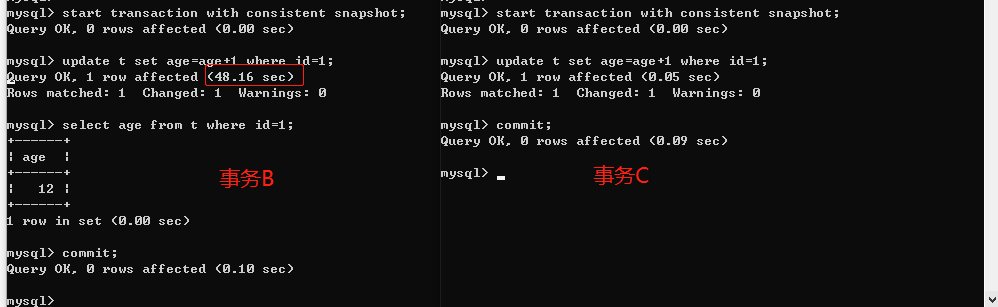 mysql> start transaction with consistent snapshot;
Query OK, 0 rows affected (0.00 sec)
mysql> update t set age=age+1 where id=1;
Query OK, 1 row affected (48.16 sec)
Rows matched: 1  Changed: 1  Warnings: 0
mysql> select age from t where id=1;
+------+
¦ age  ¦
+------+
¦   12 ¦
+------+
1 row in set (0.00 sec)
mysql> commit;
Query OK, 0 rows affected (0.10 sec)
mysql>
事务B
mysql> start transaction with consistent snapshot;
Query OK, 0 rows affected (0.00 sec)
mysql> update t set age=age+1 where id=1;
Query OK, 1 row affected (0.05 sec)
Rows matched: 1  Changed: 1  Warnings: 0
mysql> commit;
Query OK, 0 rows affected (0.09 sec)
mysql>
事务C